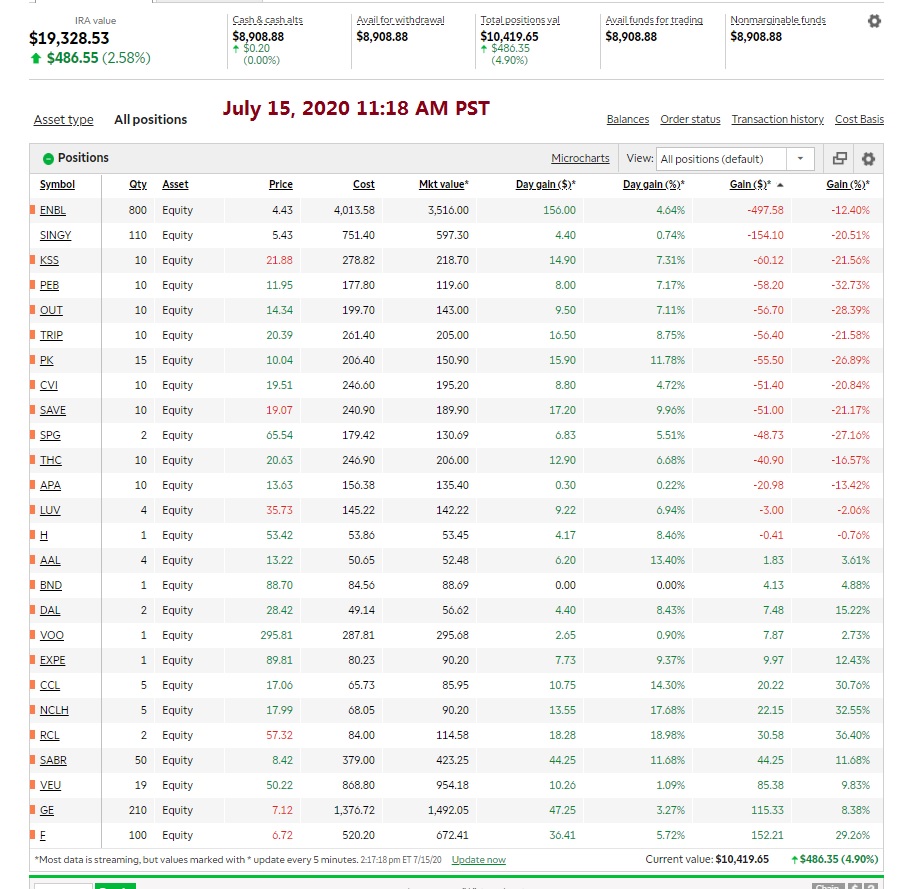 IRA value
$19,328.53
$486.55 (2.58%)
Cash & cash alts
$8,908.88
$0.20
(0.00%)
Avail for withdrawal
$8,908.88
Total positions val
$10,419.65
$486.35
(4.90%)
Avail funds for trading
$8,908.88
Nonmarginable funds
$8,908.88
Asset type All positions July 15, 2020 11:18 AM PST Balances Order status Transaction history Cost Basis
Positions Microcharts View: All positions (default)
Symbol Qty Asset Price Cost Mkt value* Day gain ($)* Day gain (%)* Gain ($)* Gain (%)*
ENBL 800 Equity 4.43 4,013.58 3,516.00 156.00 4.64% -497.58 -12.40%
SINGY 110 Equity 5.43 751.40 597.30 4.40 0.74% -154.10 -20.51%
KSS 10 Equity 21.88 278.82 218.70 14.90 7.31% -60.12 -21.56%
PEB 10 Equity 11.95 177.80 119.60 8.00 7.17% -58.20 -32.73%
OUT 10 Equity 14.34 199.70 143.00 9.50 7.11% -56.70 -28.39%
TRIP 10 Equity 20.39 261.40 205.00 16.50 8.75% -56.40 -21.58%
PK 15 Equity 10.04 206.40 150.90 15.90 11.78% -55.50 -26.89%
CVI 10 Equity 19.51 246.60 195.20 8.80 4.72% -51.40 -20.84%
SAVE 10 Equity 19.07 240.90 189.90 17.20 9.96% -51.00 -21.17%
SPG 2 Equity 65.54 179.42 130.69 6.83 5.51% -48.73 -27.16%
THC 10 Equity 20.63 246.90 206.00 12.90 6.68% -40.90 -16.57%
APA 10 Equity 13.63 156.38 135.40 0.30 0.22% -20.98 -13.42%
LUV 4 Equity 35.73 145.22 142.22 9.22 6.94% -3.00 -2.06%
H 1 Equity 53.42 53.86 53.45 4.17 8.46% -0.41 -0.76%
AAL 4 Equity 13.22 50.65 52.48 6.20 13.40% 1.83 3.61%
BND 1 Equity 88.70 84.56 88.69 0.00 0.00% 4.13 4.88%
DAL 2 Equity 28.42 49.14 56.62 4.40 8.43% 7.48 15.22%
VOO 1 Equity 295.81 287.81 295.68 2.65 0.90% 7.87 2.73%
EXPE 1 Equity 89.81 80.23 90.20 7.73 9.37% 9.97 12.43%
CCL 5 Equity 17.06 65.73 85.95 10.75 14.30% 20.22 30.76%
NCLH 5 Equity 17.99 68.05 90.20 13.55 17.68% 22.15 32.55%
RCL 2 Equity 57.32 84.00 114.58 18.28 18.98% 30.58 36.40%
SABR 50 Equity 8.42 379.00 423.25 44.25 11.68% 44.25 11.68%
VEU 19 Equity 50.22 868.80 954.18 10.26 1.09% 85.38 9.83%
GE 210 Equity 7.12 1,376.72 1,492.05 47.25 3.27% 115.33 8.38%
F 100 Equity 6.72 520.20 672.41 36.41 5.72% 152.21 29.26%
*Most data is streaming, but values marked with * update every 5 minutes. 2:17:18 pm ET 7/15/20 Update now Current value: $10,419.65 $486.35 (4.90%)